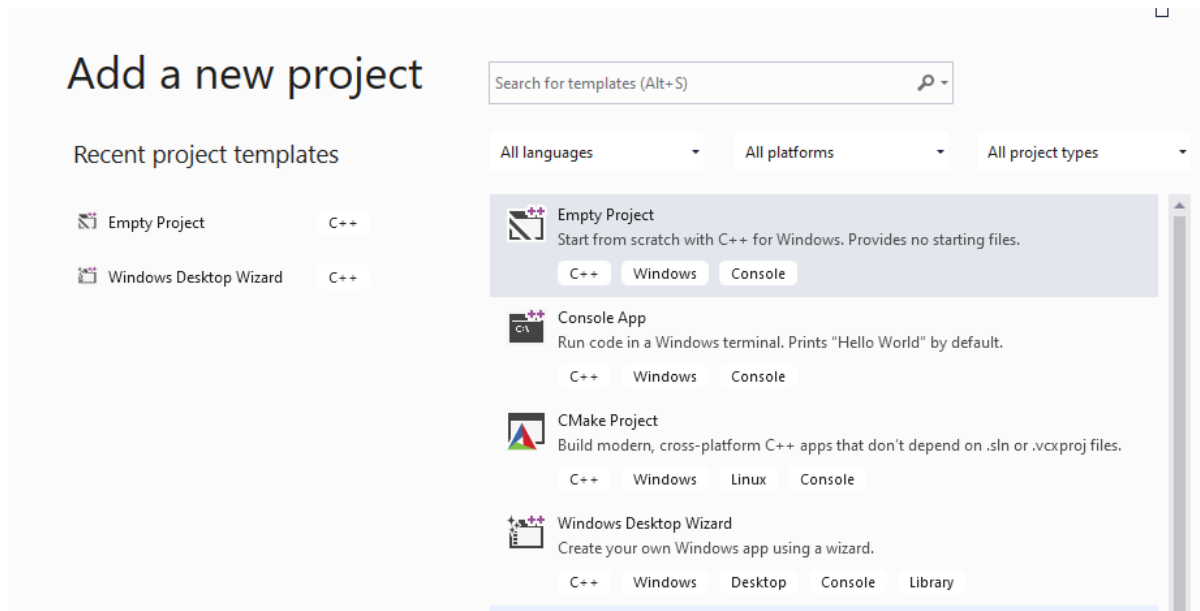 Add a new project
Search for templates (Alt+S)
Recent project templates
All languages
All platforms
All project types
Empty Project
C++
Windows Desktop Wizard
C++
Empty Project
Start from scratch with C++ for Windows. Provides no starting files.
C++ Windows Console
C:\
Console App
Run code in a Windows terminal. Prints "Hello World" by default.
C++ Windows Console
CMake Project
Build modern, cross-platform C++ apps that don't depend on .sln or .vcxproj files.
C++ Windows Linux Console
Windows Desktop Wizard
Create your own Windows app using a wizard.
C++ Windows Desktop Console Library